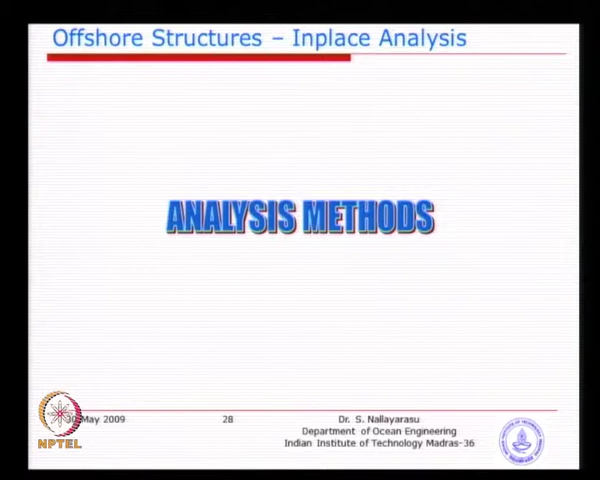 Offshore Structures – Inplace Analysis
ANALYSIS METHODS
30 May 2009
28
Dr. S. Nallayarasu
Department of Ocean Engineering
Indian Institute of Technology Madras-36
NPTEL